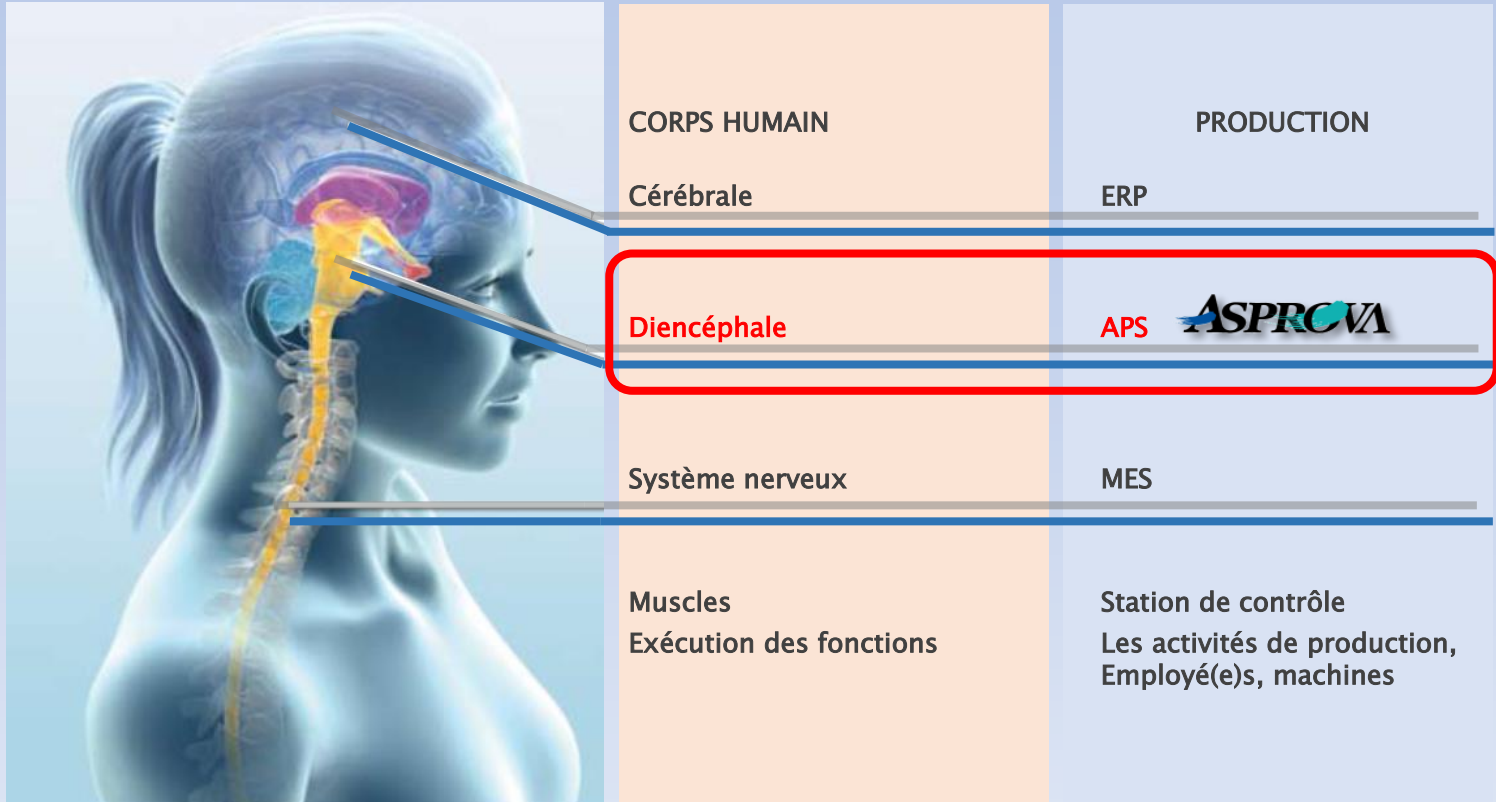 CORPS HUMAIN
PRODUCTION
Cérébrale
ERP
Diencéphale
APS ASPROVA
Système nerveux
MES
Muscles
Station de contrôle
Exécution des fonctions
Les activités de production,
Employé(e)s, machines